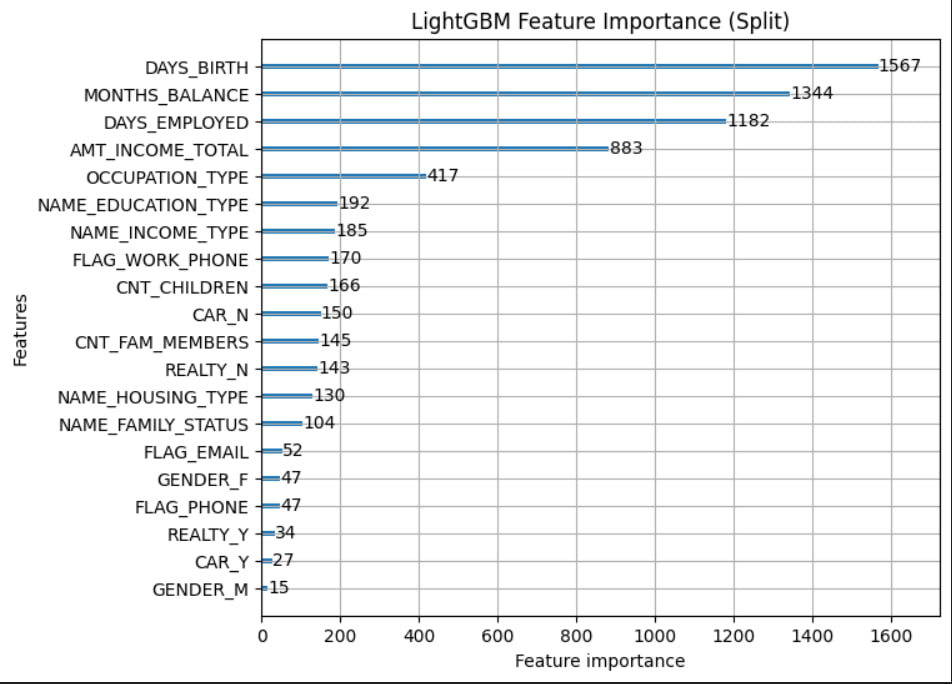 LightGBM Feature Importance (Split)
DAYS_BIRTH 1567
MONTHS_BALANCE 1344
DAYS_EMPLOYED 1182
AMT_INCOME_TOTAL 883
OCCUPATION_TYPE 417
NAME_EDUCATION_TYPE 192
NAME_INCOME_TYPE 185
FLAG_WORK_PHONE 170
CNT_CHILDREN 166
CAR_N 150
CNT_FAM_MEMBERS 145
REALTY_N 143
NAME_HOUSING_TYPE 130
NAME_FAMILY_STATUS 104
FLAG_EMAIL 52
GENDER_F 47
FLAG_PHONE 47
REALTY_Y 34
CAR_Y 27
GENDER_M 15
Features
0 200 400 600 800 1000 1200 1400 1600
Feature importance